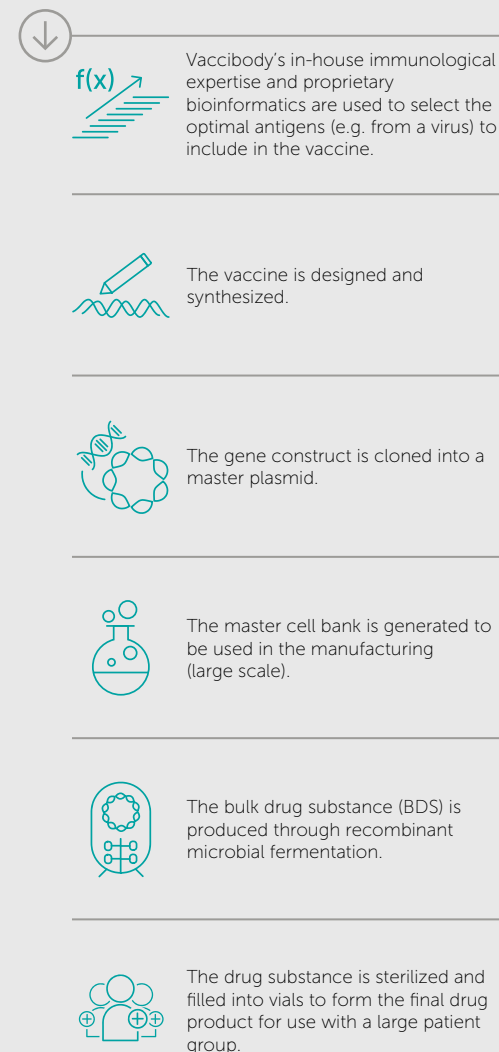 f(x)
Vaccibody's in-house immunological
expertise and proprietary
bioinformatics are used to select the
optimal antigens (e.g. from a virus) to
include in the vaccine.
The vaccine is designed and
synthesized.
The gene construct is cloned into a
master plasmid.
The master cell bank is generated to
be used in the manufacturing
(large scale).
The bulk drug substance (BDS) is
produced through recombinant
microbial fermentation.
The drug substance is sterilized and
filled into vials to form the final drug
product for use with a large patient
group.